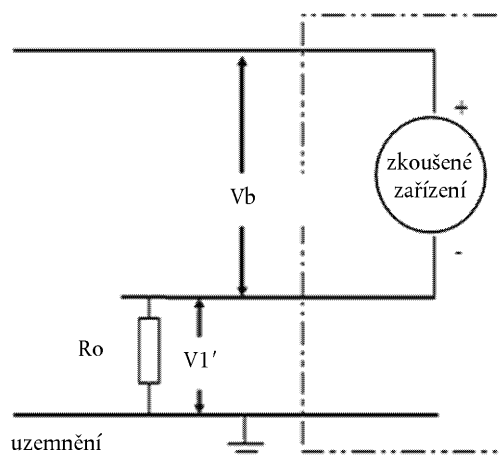 +
zkoušené
zařízení
Vb
-
Ro
V1′
uzemnění